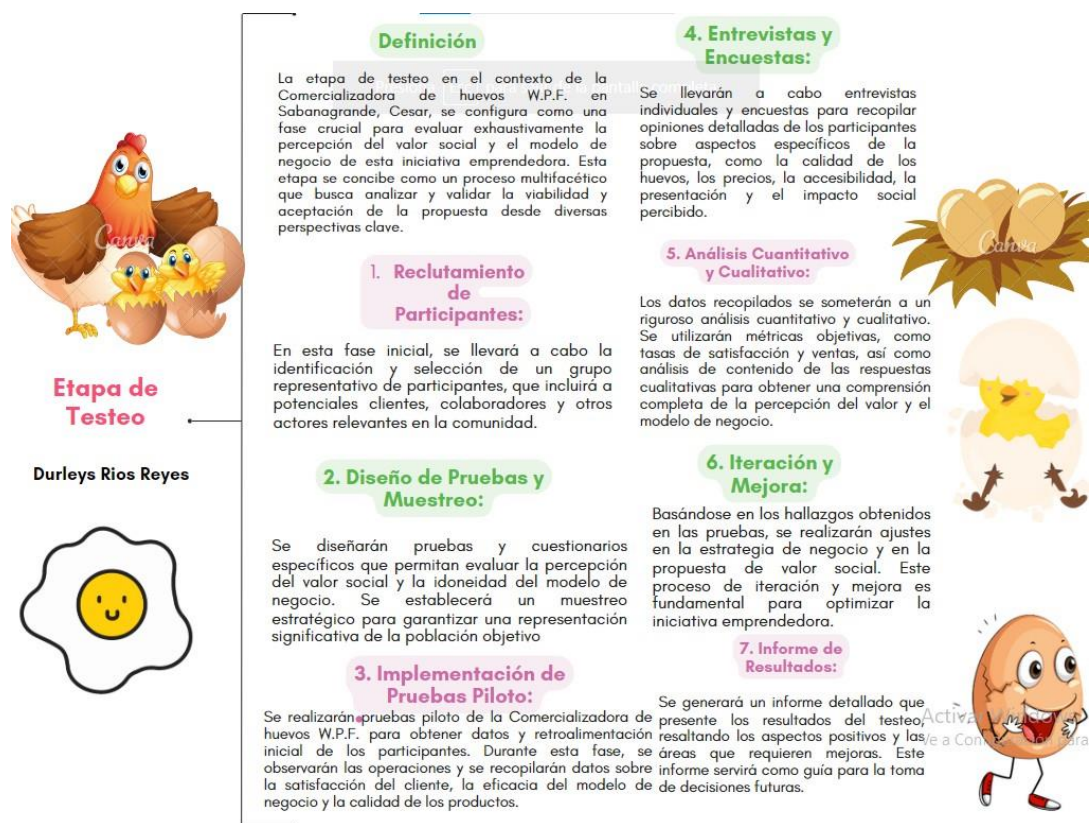 Etapa de
Testeo
Durleys Rios Reyes
Definición
La etapa de testeo en el contexto de la
Comercializadora de huevos W.P.F. en
Sabanagrande, Cesar, se configura como una
fase crucial para evaluar exhaustivamente la
percepción del valor social y el modelo de
negocio de esta iniciativa emprendedora. Esta
etapa se concibe como un proceso multifacético
que busca analizar y validar la viabilidad y
aceptación de la propuesta desde diversas
perspectivas clave.
1. Reclutamiento
de
Participantes:
En esta fase inicial, se llevará a cabo la
identificación y selección de un grupo
representativo de participantes, que incluirá a
potenciales clientes, colaboradores y otros
actores relevantes en la comunidad.
2. Diseño de Pruebas y
Muestreo:
Se diseñarán pruebas y cuestionarios
específicos que permitan evaluar la percepción
del valor social y la idoneidad del modelo de
negocio. Se establecerá un muestreo
estratégico para garantizar una representación
significativa de la población objetivo
3. Implementación de
Pruebas Piloto:
Se realizarán pruebas piloto de la Comercializadora de
huevos W.P.F. para obtener datos y retroalimentación
inicial de los participantes. Durante esta fase, se
observarán las operaciones y se recopilarán datos sobre
la satisfacción del cliente, la eficacia del modelo de
negocio y la calidad de los productos.
4. Entrevistas y
Encuestas:
Se llevarán a cabo entrevistas
individuales y encuestas para recopilar
opiniones detalladas de los participantes
sobre aspectos específicos de la
propuesta, como la calidad de los
huevos, los precios, la accesibilidad, la
presentación y el impacto social
percibido.
5. Análisis Cuantitativo
y Cualitativo:
Los datos recopilados se someterán a un
riguroso análisis cuantitativo y cualitativo.
Se utilizarán métricas objetivas, como
tasas de satisfacción y ventas, así como
análisis de contenido de las respuestas
cualitativas para obtener una comprensión
completa de la percepción del valor y el
modelo de negocio.
6. Iteración y
Mejora:
Basándose en los hallazgos obtenidos
en las pruebas, se realizarán ajustes
en la estrategia de negocio y en la
propuesta de valor social. Este
proceso de iteración y mejora es
fundamental para optimizar la
iniciativa emprendedora.
7. Informe de
Resultados:
Se generará un informe detallado que
presente los resultados del testeo,
resaltando los aspectos positivos y las
áreas que requieren mejoras. Este
informe servirá como guía para la toma
de decisiones futuras.
Canva
Canva
Activar Windows
Ve a
para